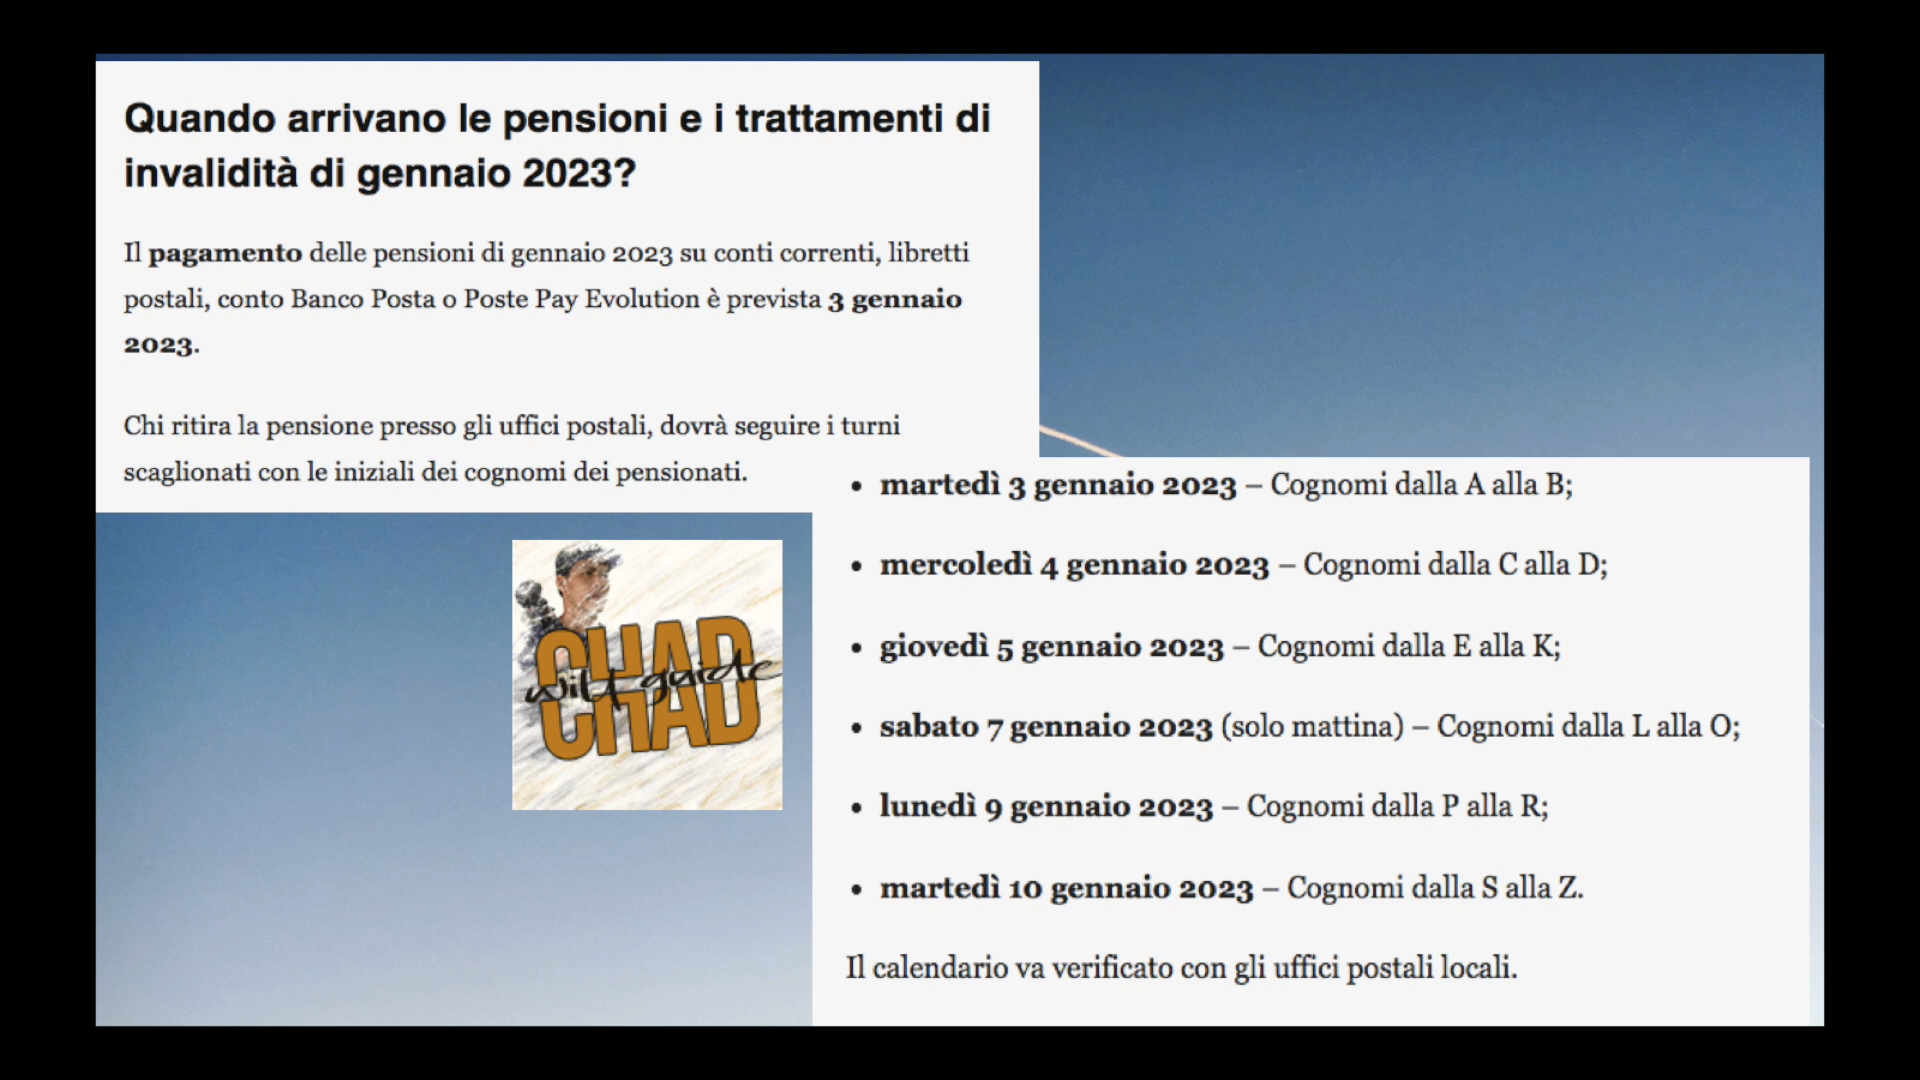 Quando arrivano le pensioni e i trattamenti di
invalidità di gennaio 2023?
Il pagamento delle pensioni di gennaio 2023 su conti correnti, libretti
postali, conto Banco Posta o Poste Pay Evolution è prevista 3 gennaio
2023.
Chi ritira la pensione presso gli uffici postali, dovrà seguire i turni
scaglionati con le iniziali dei cognomi dei pensionati.
• martedì 3 gennaio 2023 – Cognomi dalla A alla B;
• mercoledì 4 gennaio 2023 – Cognomi dalla C alla D;
• giovedì 5 gennaio 2023 – Cognomi dalla E alla K;
• sabato 7 gennaio 2023 (solo mattina) – Cognomi dalla L alla O;
• lunedì 9 gennaio 2023 – Cognomi dalla P alla R;
• martedì 10 gennaio 2023 – Cognomi dalla S alla Z.
Il calendario va verificato con gli uffici postali locali.
CHAD
guide
CHAD